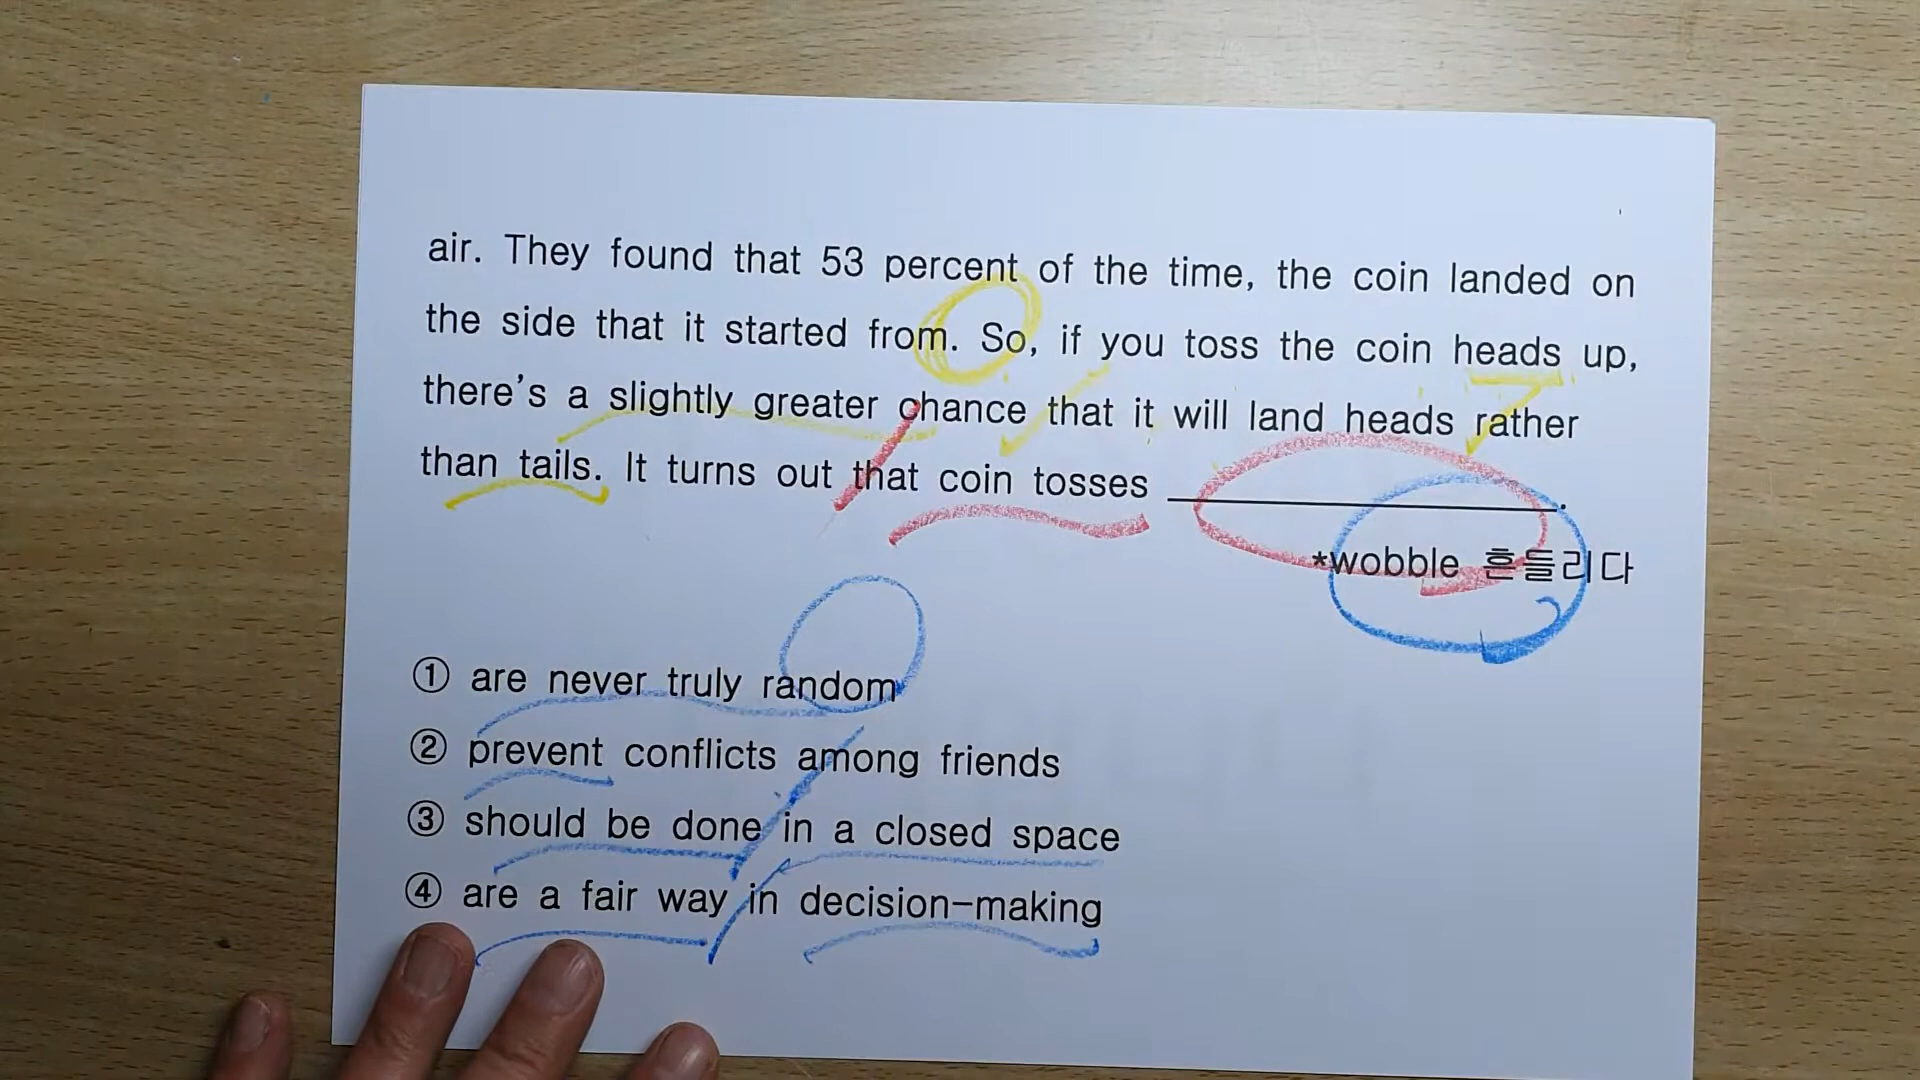 air. They found that 53 percent of the time, the coin landed on
the side that it started from. So, if you toss the coin heads up,
there's a slightly greater chance that it will land heads rather
than tails. It turns out that coin tosses ____________________.
*wobble 흔들리다
① are never truly random
② prevent conflicts among friends
③ should be done in a closed space
④ are a fair way in decision-making